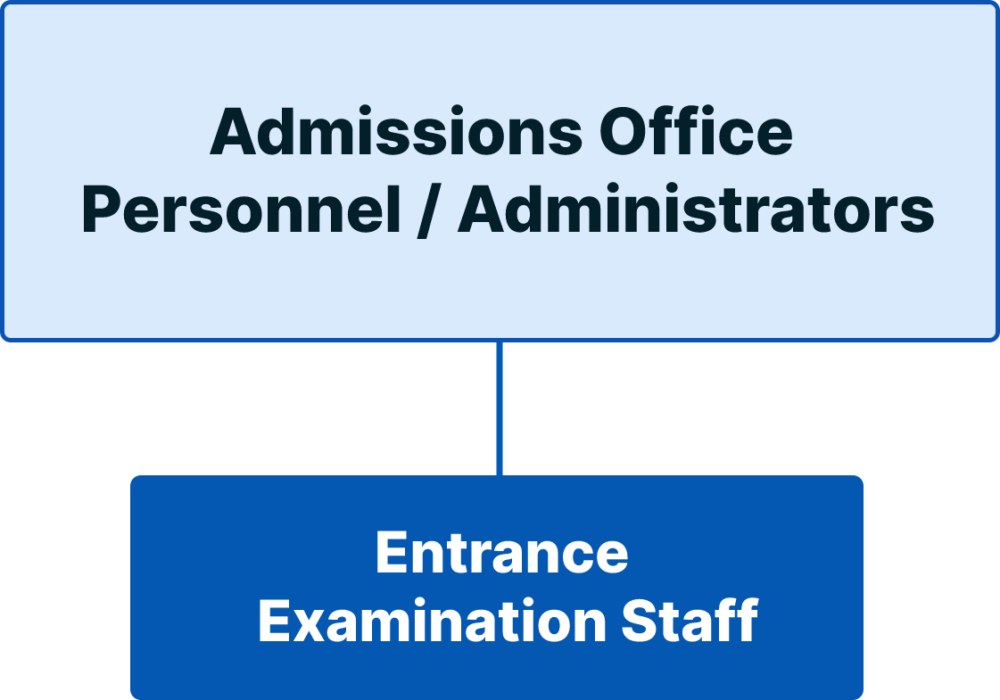 Admissions Office
Personnel / Administrators
Entrance
Examination Staff